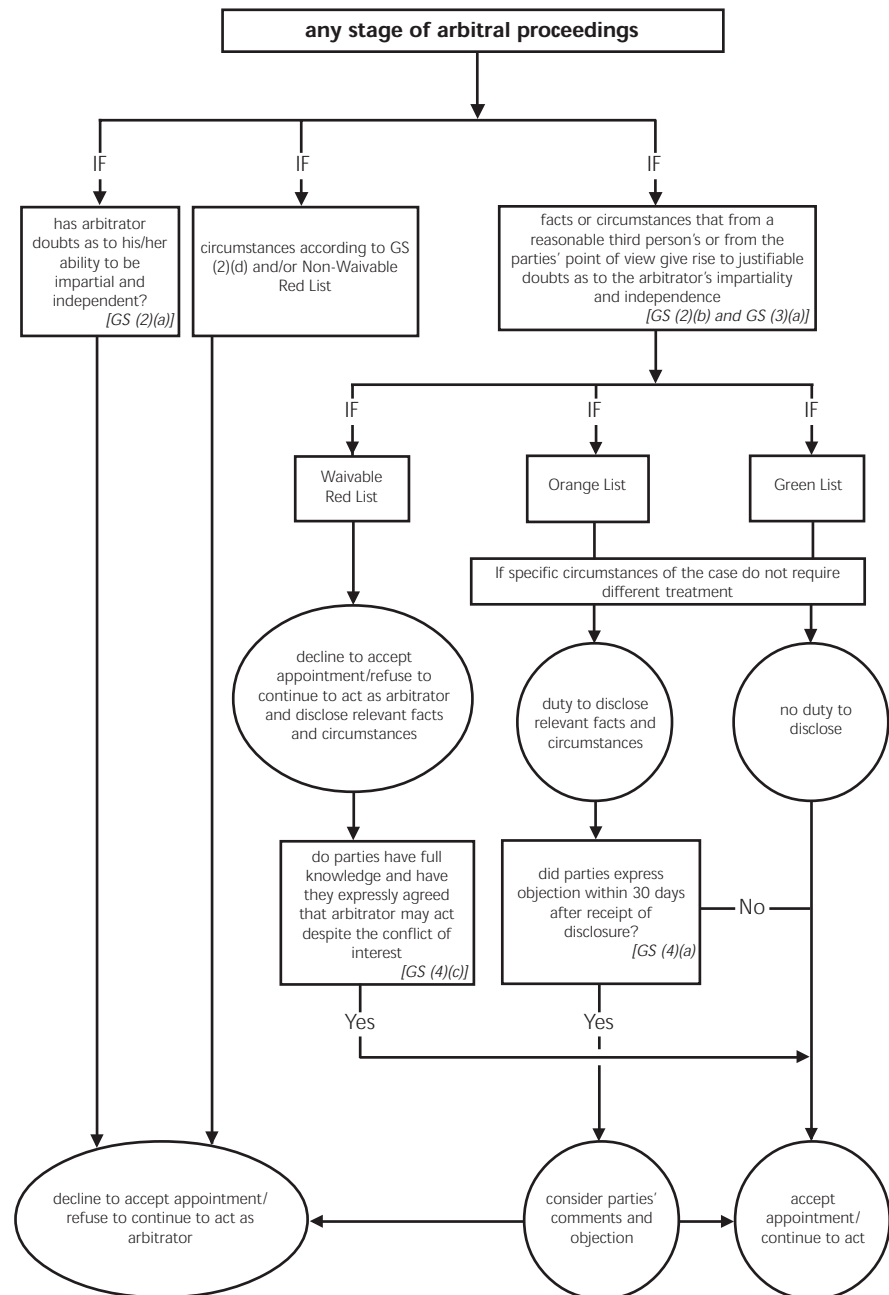 any stage of arbitral proceedings
IF
IF
IF
has arbitrator
doubts as to his/her
ability to be
impartial and
independent?
[GS (2)(a)]
circumstances according to GS
(2)(d) and/or Non-Waivable
Red List
facts or circumstances that from a
reasonable third person's or from the
parties' point of view give rise to justifiable
doubts as to the arbitrator's impartiality
and independence
[GS (2)(b) and GS (3)(a)]
IF
IF
IF
Waivable
Red List
Orange List
Green List
If specific circumstances of the case do not require
different treatment
decline to accept
appointment/refuse to
continue to act as arbitrator
and disclose relevant facts
and circumstances
duty to disclose
relevant facts and
circumstances
no duty to
disclose
do parties have full
knowledge and have
they expressly agreed
that arbitrator may act
despite the conflict of
interest
[GS (4)(c)]
did parties express
objection within 30 days
after receipt of
disclosure?
[GS (4)(a)
No
Yes
Yes
decline to accept appointment/
refuse to continue to act as
arbitrator
consider parties'
comments and
objection
accept
appointment/
continue to act